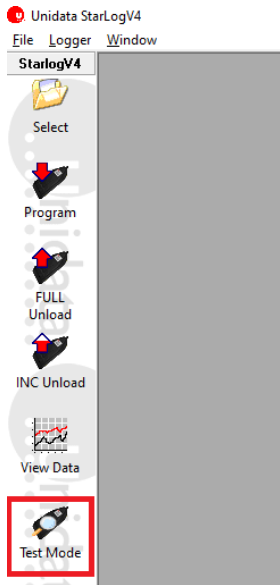 Unidata StarLogV4
File Logger Window
StarlogV4
Select
Program
FULL
Unload
INC Unload
View Data
Test Mode